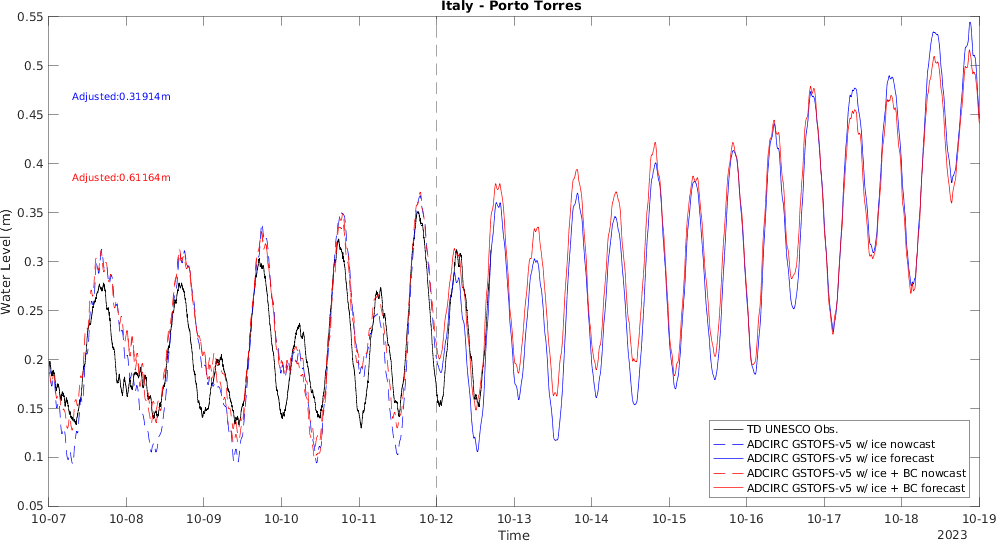 Italy - Porto Torres
0.55
0.5
0.45
0.4
0.35
0.3
0.25
0.2
0.15
0.1
0.05
Water Level (m)
Adjusted:0.31914m
Adjusted:0.61164m
TD UNESCO Obs.
ADCIRC GSTOFS-v5 w/ ice nowcast
ADCIRC GSTOFS-v5 w/ ice forecast
ADCIRC GSTOFS-v5 w/ ice + BC nowcast
ADCIRC GSTOFS-v5 w/ ice + BC forecast
10-07 10-08 10-09 10-10 10-11 10-12 10-13 10-14 10-15 10-16 10-17 10-18 10-19
Time
2023